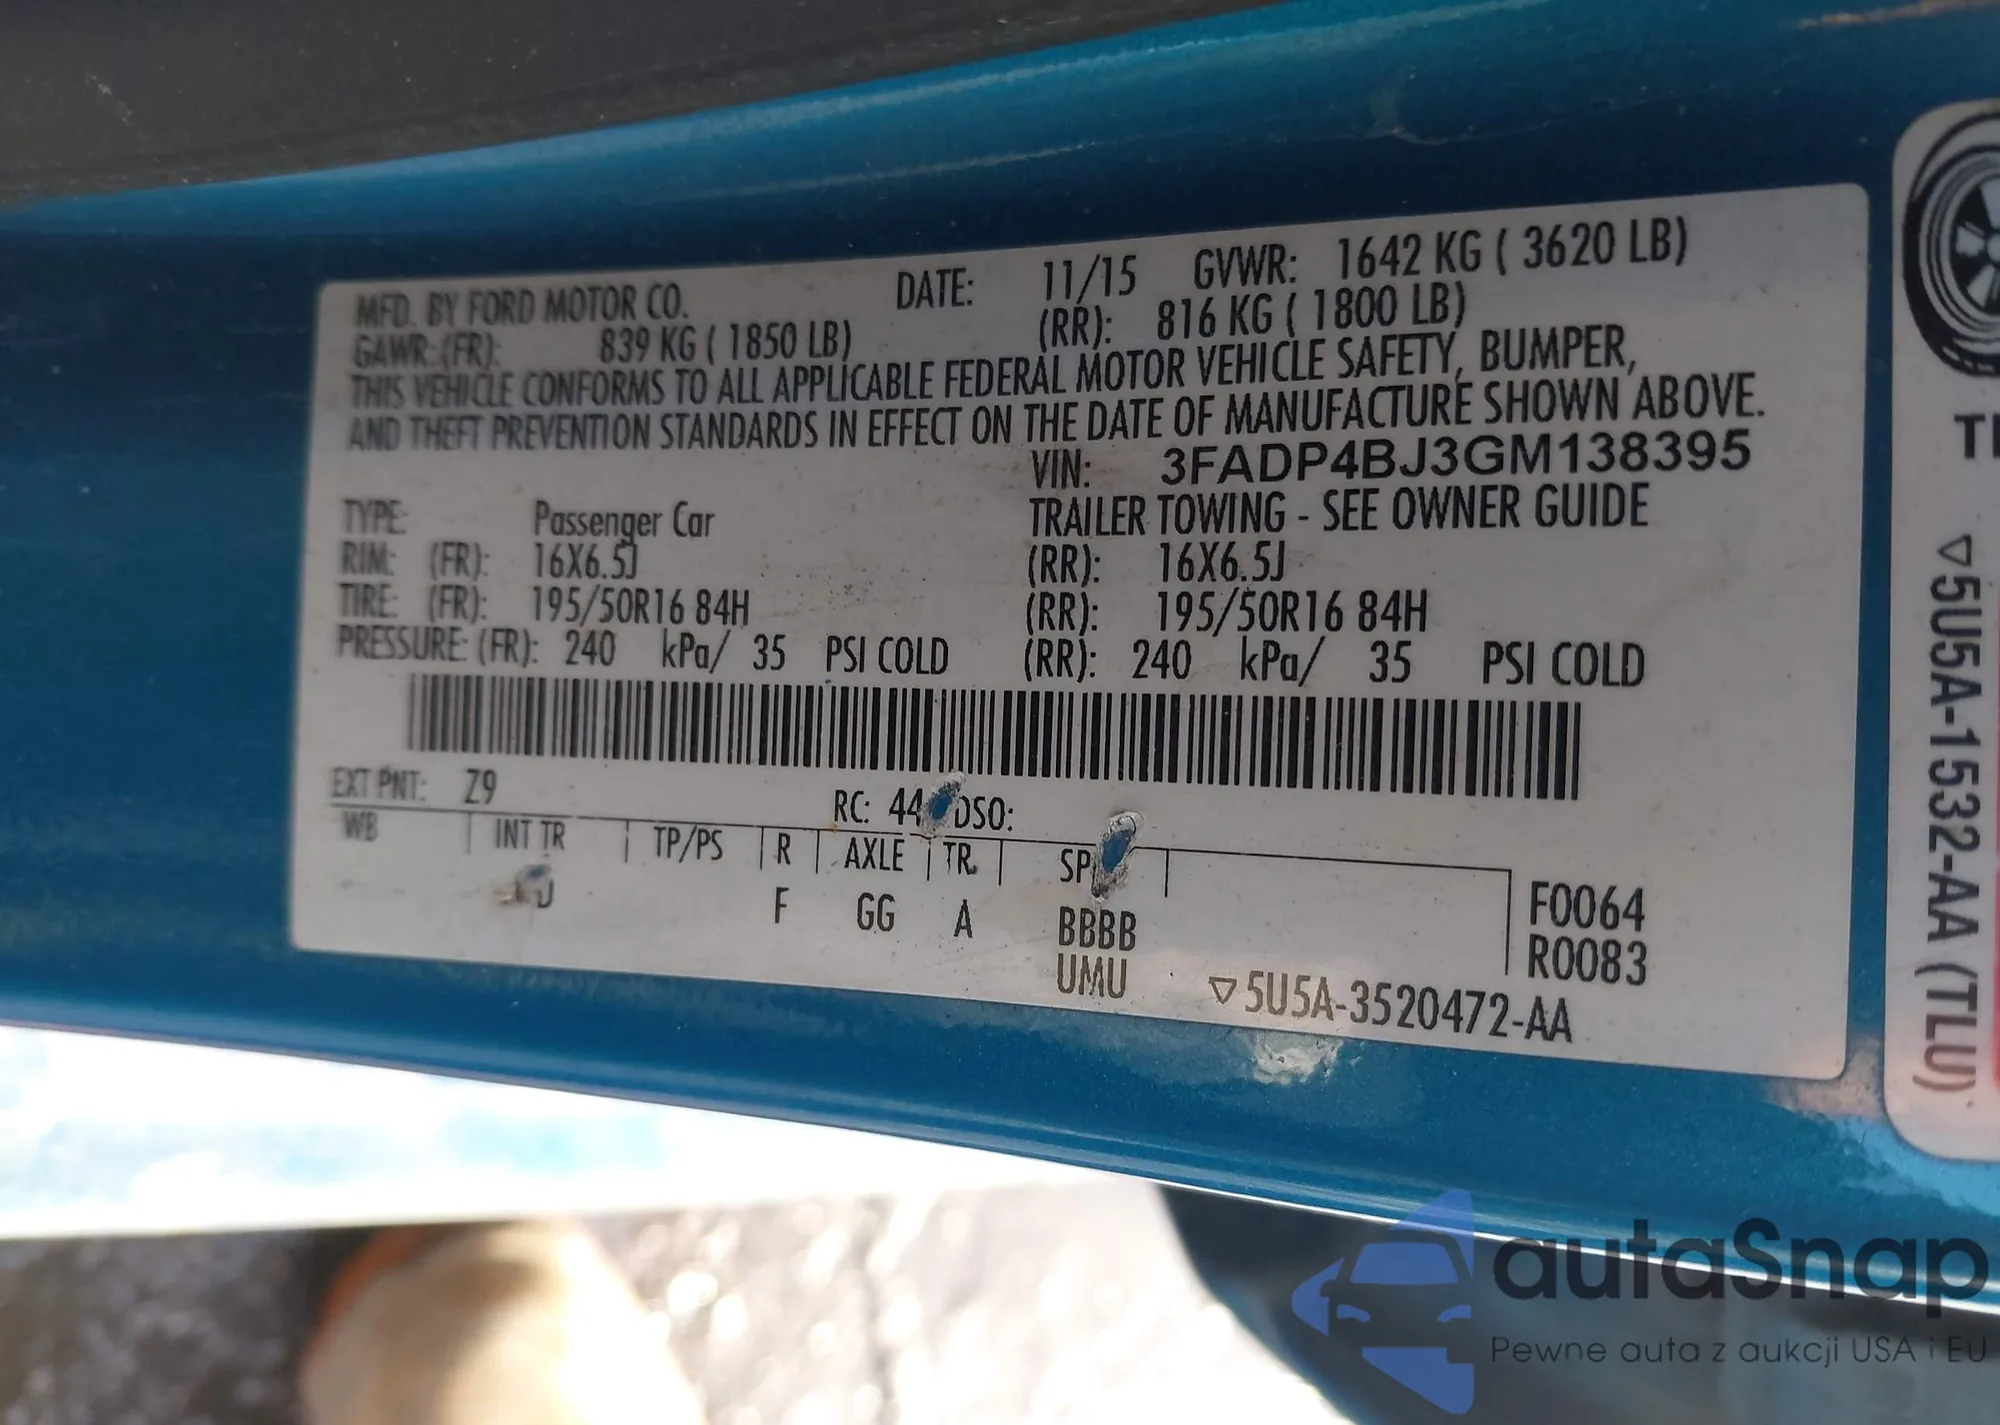 MFD. BY FORD MOTOR CO. DATE: 11/15 GVWR: 1642 KG ( 3620 LB)
GAWR: (FR): 839 KG ( 1850 LB) (RR): 816 KG ( 1800 LB)
THIS VEHICLE CONFORMS TO ALL APPLICABLE FEDERAL MOTOR VEHICLE SAFETY, BUMPER,
AND THEFT PREVENTION STANDARDS IN EFFECT ON THE DATE OF MANUFACTURE SHOWN ABOVE.
VIN: 3FADP4BJ3GM138395
TYPE: Passenger Car TRAILER TOWING - SEE OWNER GUIDE
RIM: (FR): 16X6.5J (RR): 16X6.5J
TIRE: (FR): 195/50R16 84H (RR): 195/50R16 84H
PRESSURE: (FR): 240 kPa/ 35 PSI COLD (RR): 240 kPa/ 35 PSI COLD
EXT PNT: Z9 RC: 44 DSO:
WB INT TR TP/PS R AXLE TR. SP
F GG A BBBB F0064
UMU R0083
5U5A-3520472-AA
5U5A-1532-AA (TLU)
autaSnap
Pewne auta z aukcji USA i EU